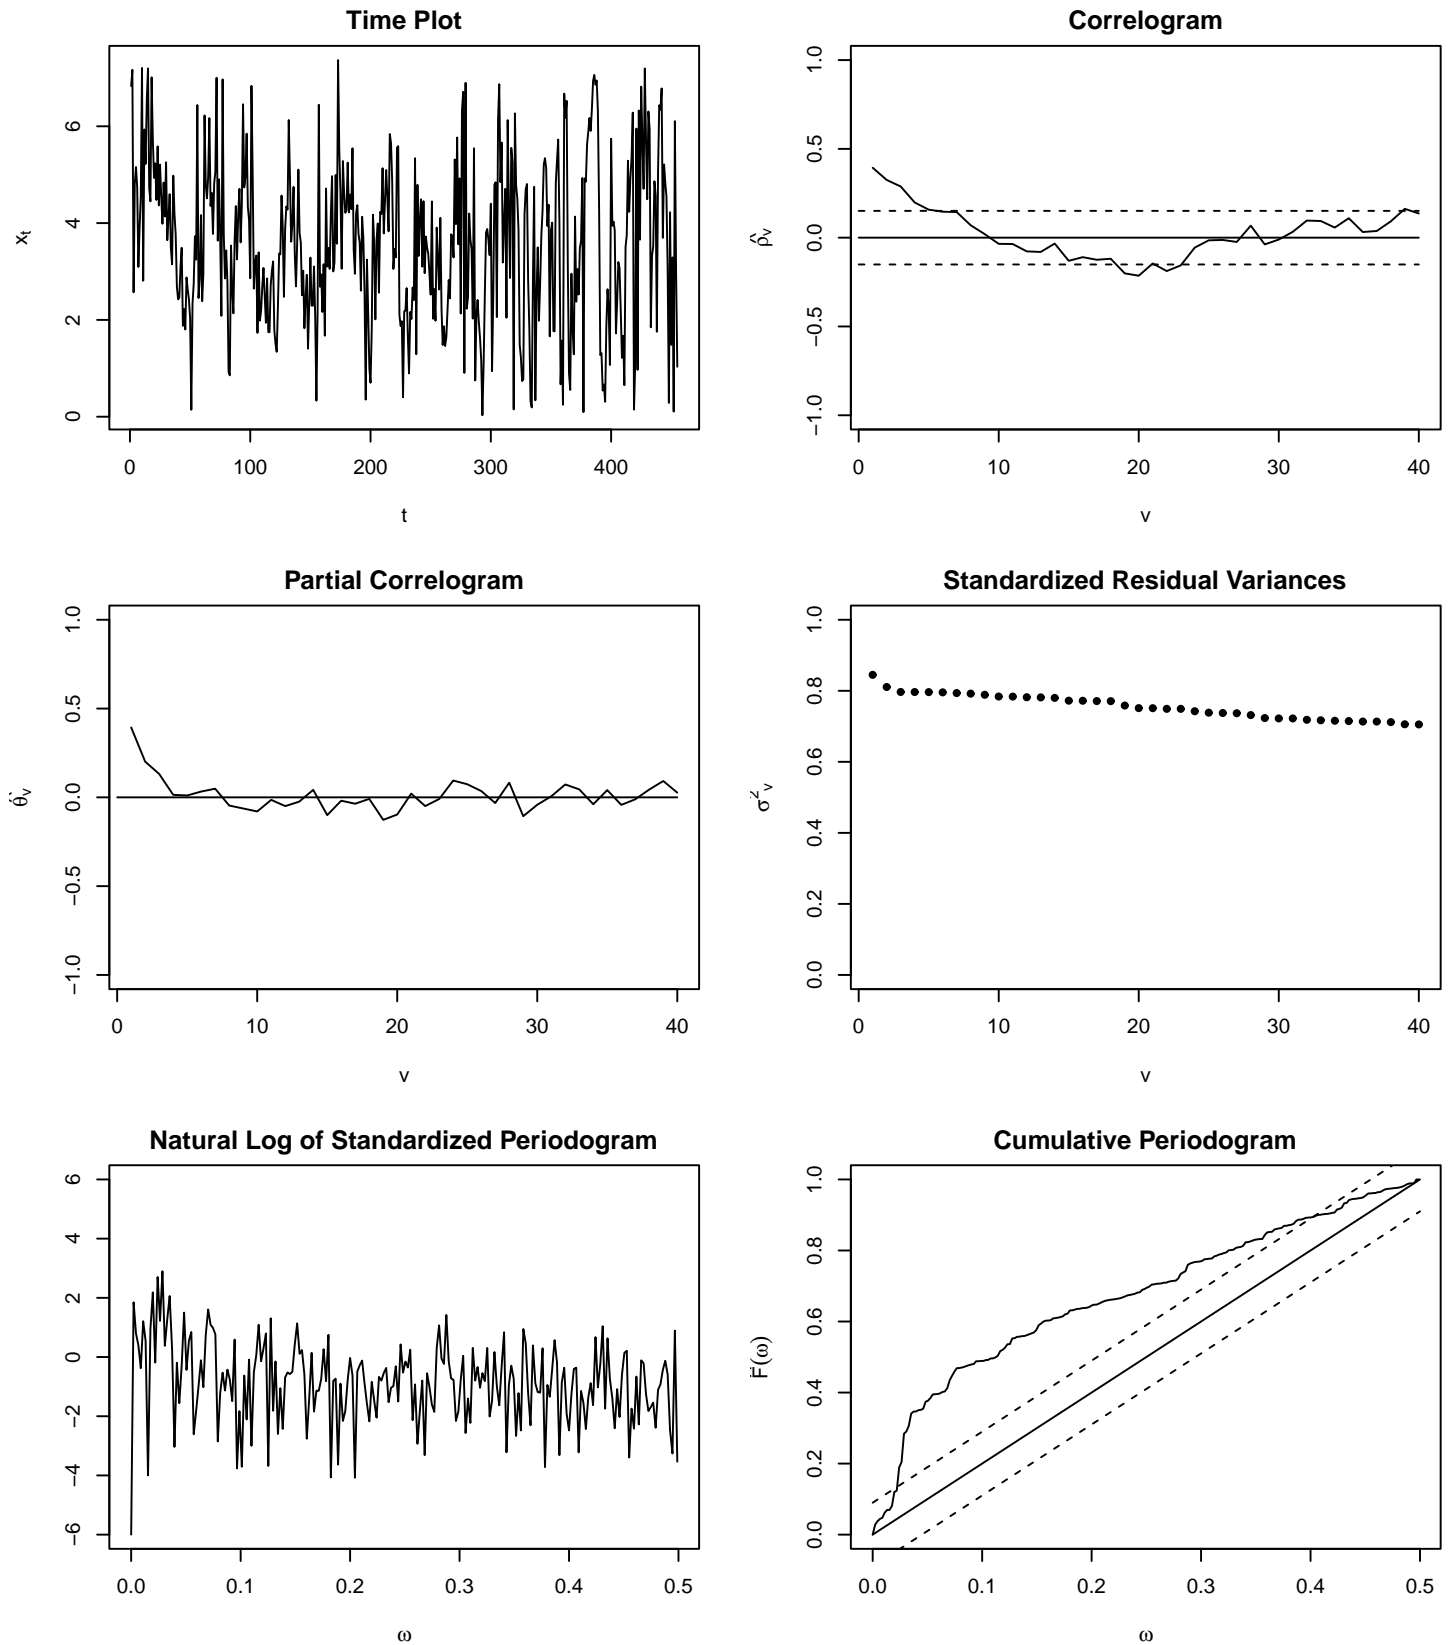 Time Plot
6
4
2
0
x_t
0 100 200 300 400
t
Correlogram
1.0
0.5
0.0
−0.5
−1.0
ρ̂_v
0 10 20 30 40
v
Partial Correlogram
1.0
0.5
0.0
−0.5
−1.0
θ̂_v
0 10 20 30 40
v
Standardized Residual Variances
1.0
0.8
0.6
0.4
0.2
0.0
σ²_v
0 10 20 30 40
v
Natural Log of Standardized Periodogram
6
4
2
0
−2
−4
−6
0.0 0.1 0.2 0.3 0.4 0.5
ω
Cumulative Periodogram
1.0
0.8
0.6
0.4
0.2
0.0
F̂(ω)
0.0 0.1 0.2 0.3 0.4 0.5
ω